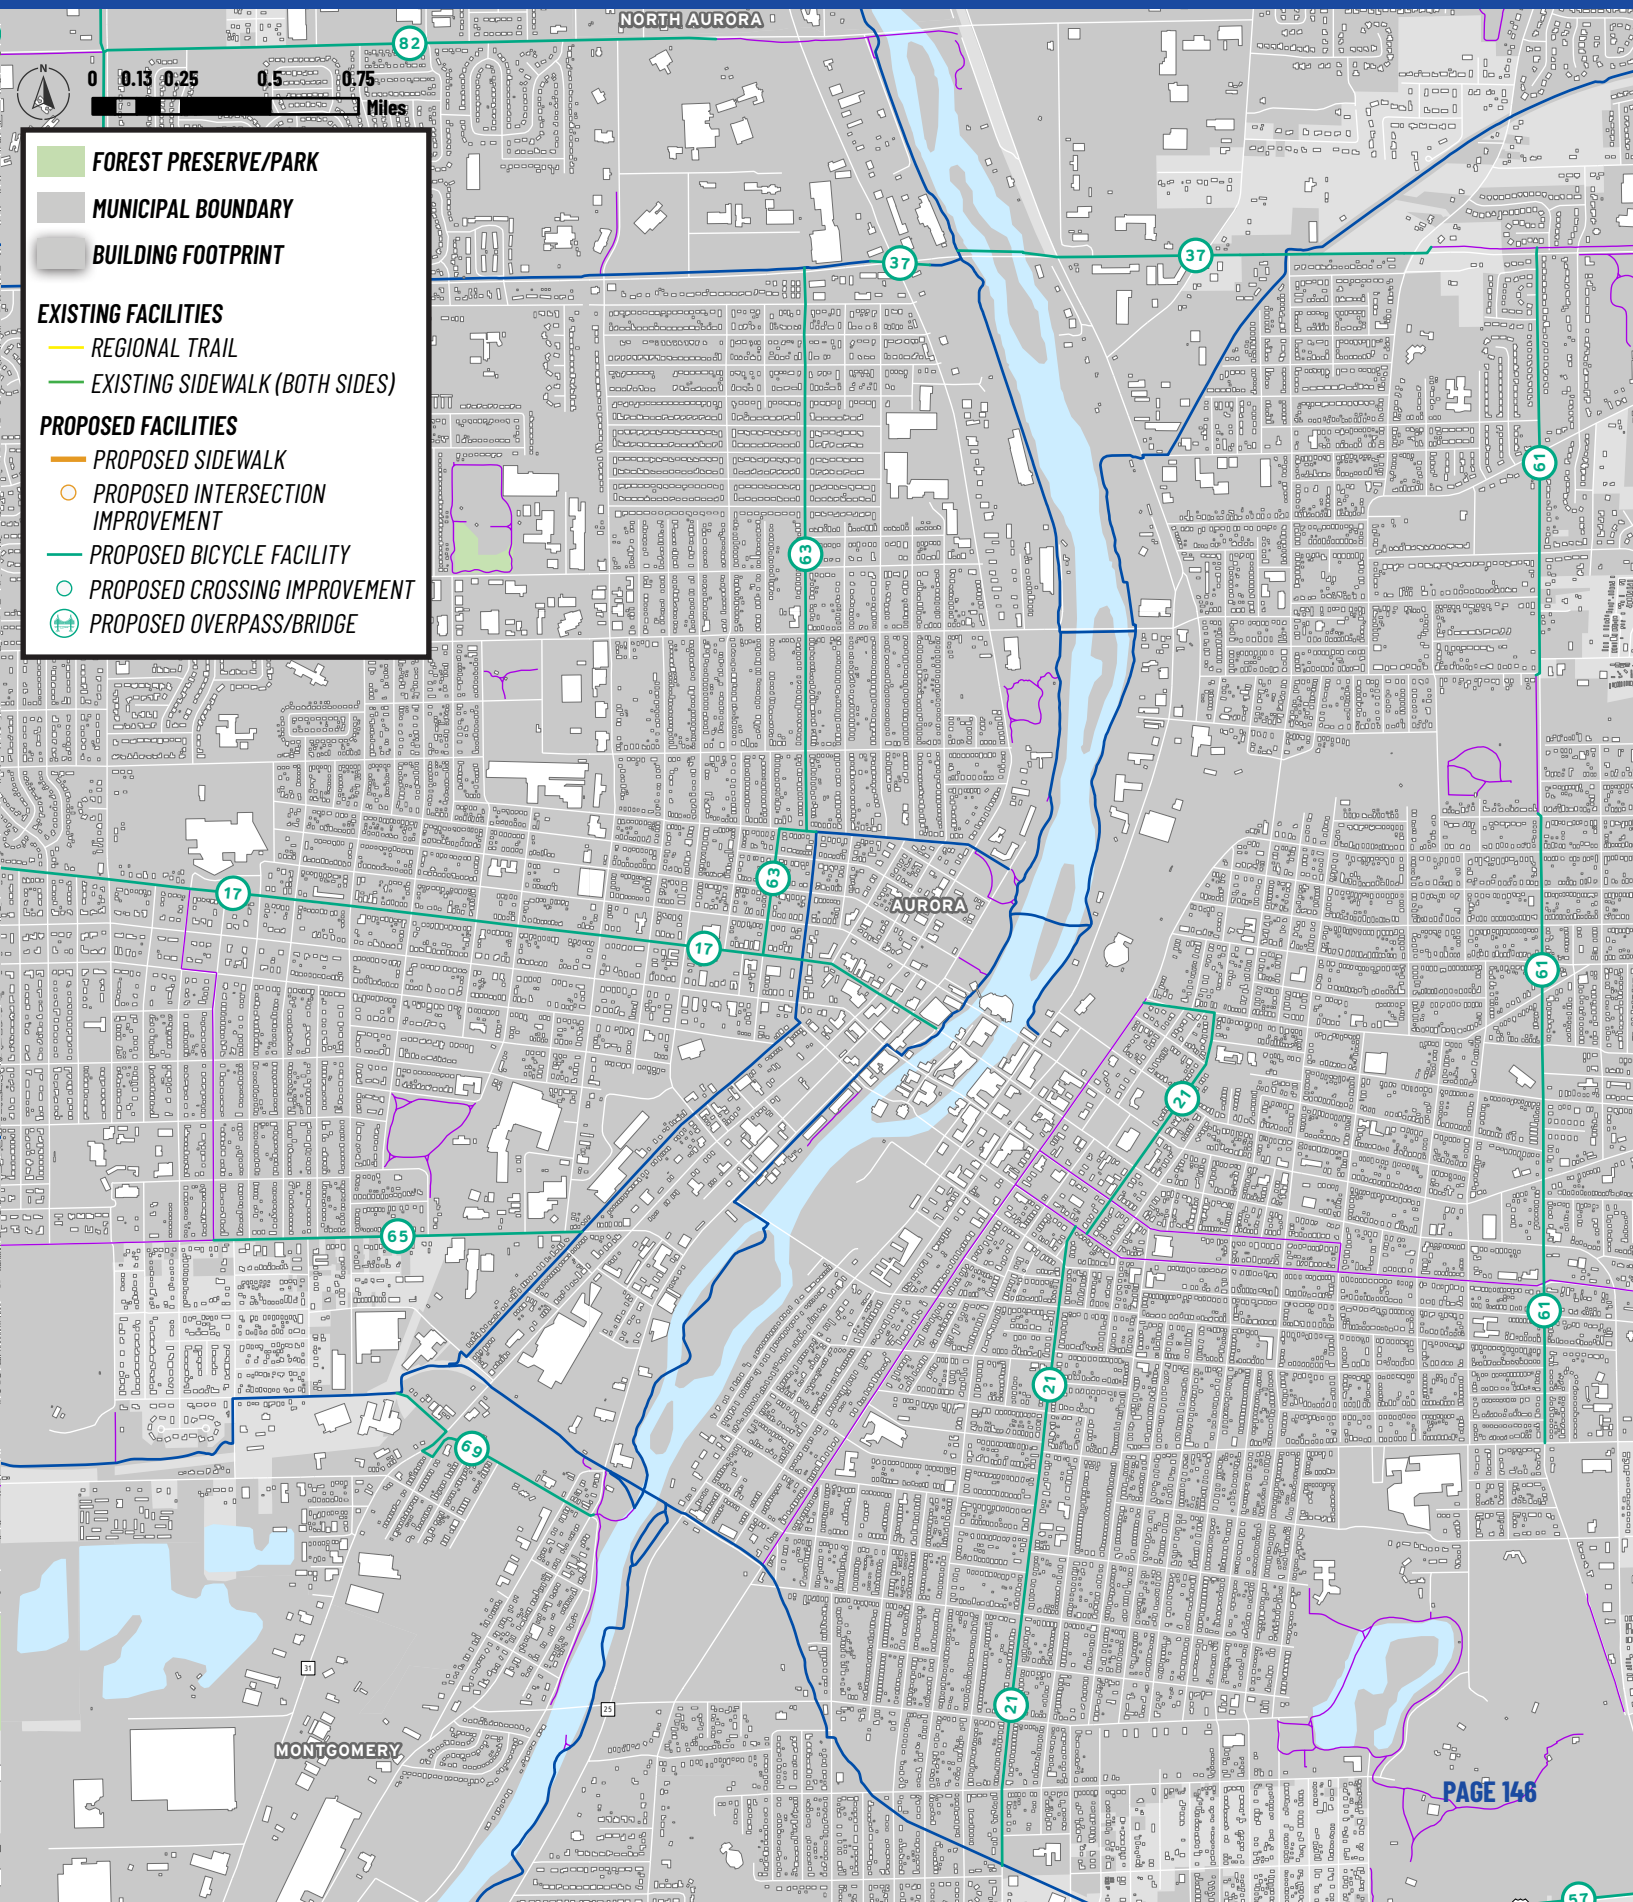 NORTH AURORA
82
N
0 0.13 0.25 0.5 0.75
Miles
FOREST PRESERVE/PARK
MUNICIPAL BOUNDARY
BUILDING FOOTPRINT
EXISTING FACILITIES
REGIONAL TRAIL
EXISTING SIDEWALK (BOTH SIDES)
PROPOSED FACILITIES
PROPOSED SIDEWALK
PROPOSED INTERSECTION
IMPROVEMENT
PROPOSED BICYCLE FACILITY
PROPOSED CROSSING IMPROVEMENT
PROPOSED OVERPASS/BRIDGE
37
37
61
63
63
17
AURORA
17
61
21
65
61
21
69
31
21
25
MONTGOMERY
PAGE 146
57